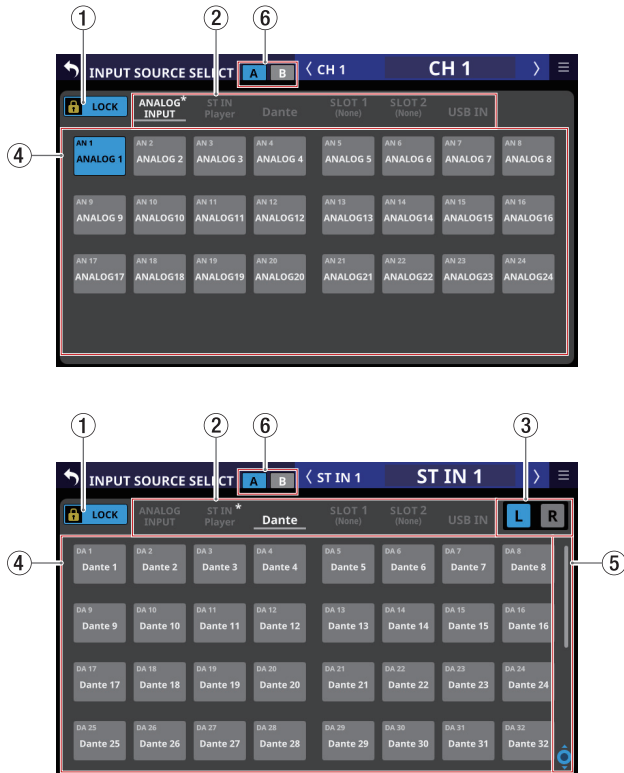 ① ② ⑥
INPUT SOURCE SELECT A B CH 1 CH 1
LOCK ANALOG* ST IN Dante SLOT 1 SLOT 2 USB IN
INPUT Player (None) (None)
④
AN 1 AN 2 AN 3 AN 4 AN 5 AN 6 AN 7 AN 8
ANALOG 1 ANALOG 2 ANALOG 3 ANALOG 4 ANALOG 5 ANALOG 6 ANALOG 7 ANALOG 8
AN 9 AN 10 AN 11 AN 12 AN 13 AN 14 AN 15 AN 16
ANALOG 9 ANALOG10 ANALOG11 ANALOG12 ANALOG13 ANALOG14 ANALOG15 ANALOG16
AN 17 AN 18 AN 19 AN 20 AN 21 AN 22 AN 23 AN 24
ANALOG17 ANALOG18 ANALOG19 ANALOG20 ANALOG21 ANALOG22 ANALOG23 ANALOG24
① ② ⑥ ③
INPUT SOURCE SELECT A B ST IN 1 ST IN 1
LOCK ANALOG ST IN * Dante SLOT 1 SLOT 2 USB IN L R
INPUT Player (None) (None)
④ ⑤
DA 1 DA 2 DA 3 DA 4 DA 5 DA 6 DA 7 DA 8
Dante 1 Dante 2 Dante 3 Dante 4 Dante 5 Dante 6 Dante 7 Dante 8
DA 9 DA 10 DA 11 DA 12 DA 13 DA 14 DA 15 DA 16
Dante 9 Dante 10 Dante 11 Dante 12 Dante 13 Dante 14 Dante 15 Dante 16
DA 17 DA 18 DA 19 DA 20 DA 21 DA 22 DA 23 DA 24
Dante 17 Dante 18 Dante 19 Dante 20 Dante 21 Dante 22 Dante 23 Dante 24
DA 25 DA 26 DA 27 DA 28 DA 29 DA 30 DA 31 DA 32
Dante 25 Dante 26 Dante 27 Dante 28 Dante 29 Dante 30 Dante 31 Dante 32